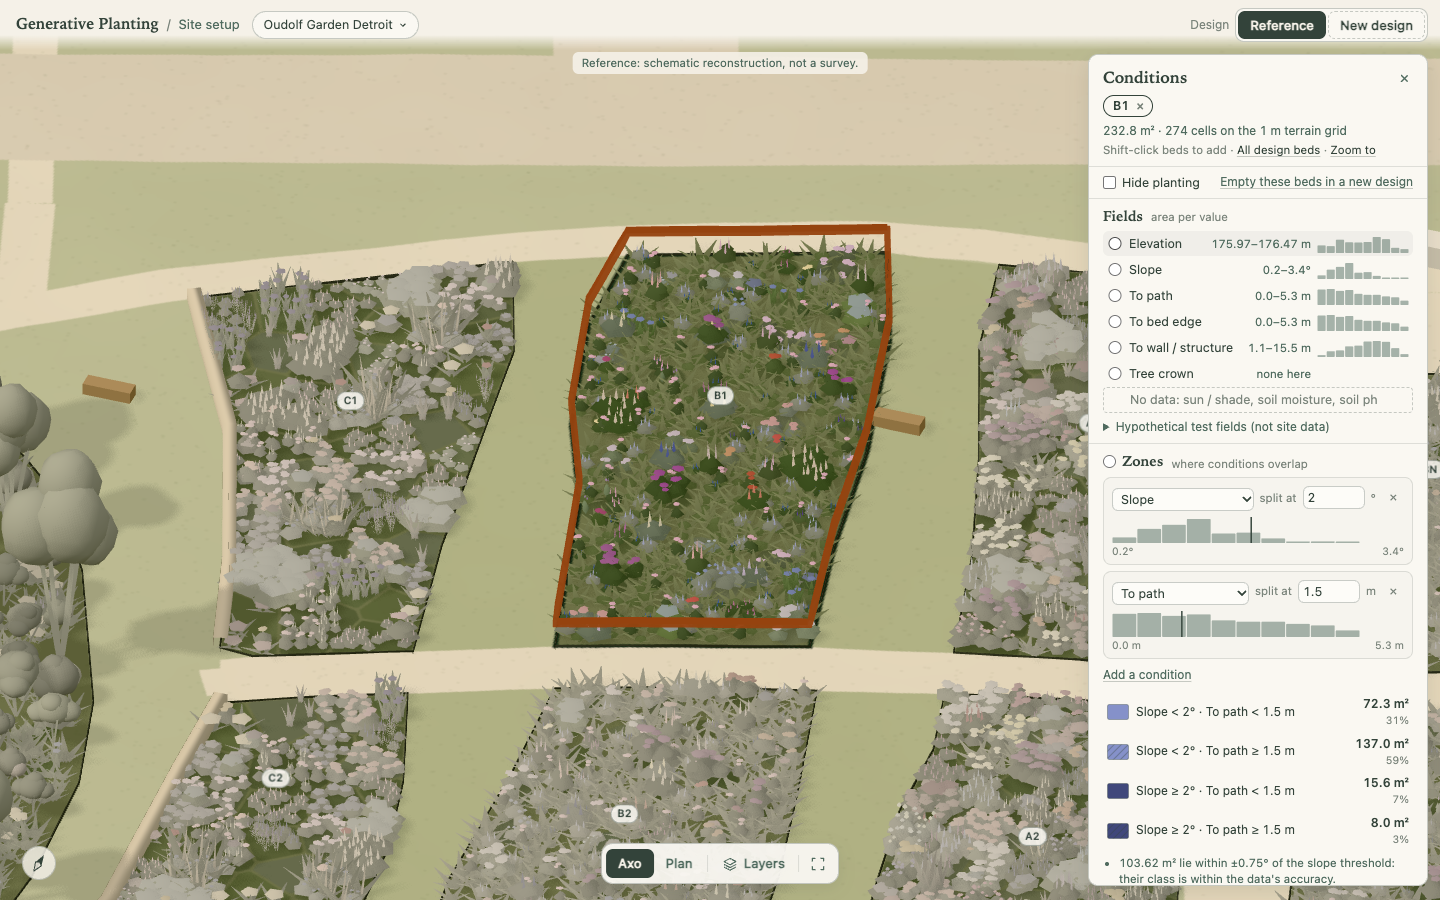 Generative Planting / Site setup Oudolf Garden Detroit
Design Reference New design
Reference: schematic reconstruction, not a survey.
Conditions ×
B1 ×
232.8 m² · 274 cells on the 1 m terrain grid
Shift-click beds to add · All design beds · Zoom to
Hide planting Empty these beds in a new design
Fields area per value
Elevation 175.97–176.47 m
Slope 0.2–3.4°
To path 0.0–5.3 m
To bed edge 0.0–5.3 m
To wall / structure 1.1–15.5 m
Tree crown none here
No data: sun / shade, soil moisture, soil ph
Hypothetical test fields (not site data)
Zones where conditions overlap
Slope split at 2 ° ×
0.2° 3.4°
To path split at 1.5 m ×
0.0 m 5.3 m
Add a condition
Slope < 2° · To path < 1.5 m 72.3 m²
31%
Slope < 2° · To path ≥ 1.5 m 137.0 m²
59%
Slope ≥ 2° · To path < 1.5 m 15.6 m²
7%
Slope ≥ 2° · To path ≥ 1.5 m 8.0 m²
3%
• 103.62 m² lie within ±0.75° of the slope threshold:
their class is within the data's accuracy.
C1
B1
C2
B2
A2
Axo Plan Layers